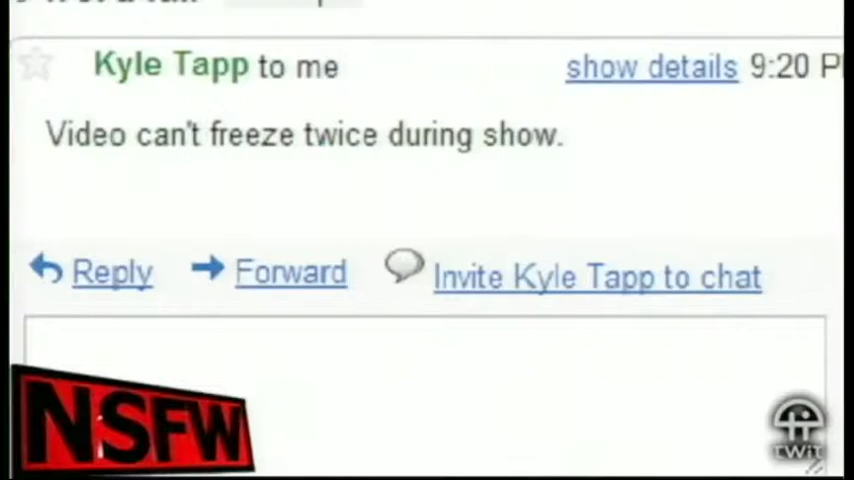 Kyle Tapp to me show details 9:20 P
Video can't freeze twice during show.
Reply Forward Invite Kyle Tapp to chat
NSFW
TWiT